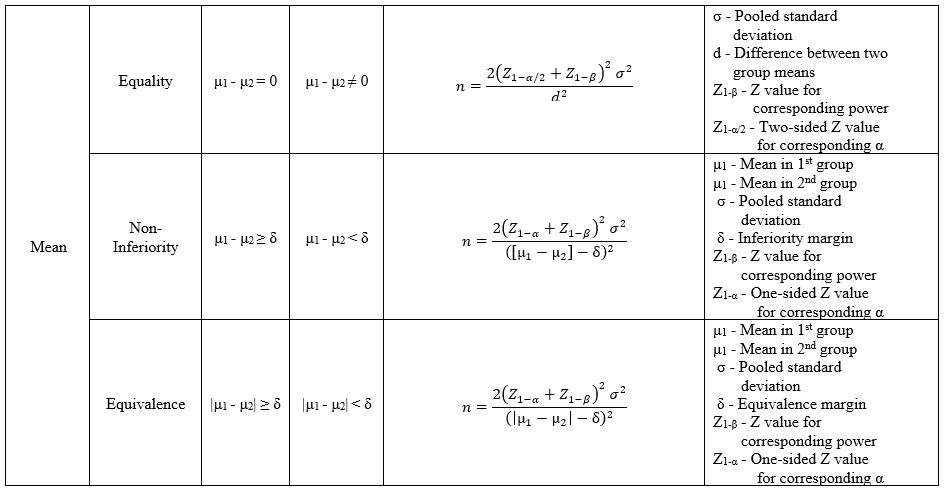 Mean
Equality
μ1 - μ2 = 0
μ1 - μ2 ≠ 0
n = 2(Z₁₋α/₂ + Z₁₋β)² σ² / d²
σ - Pooled standard
deviation
d - Difference between two
group means
Z1-β - Z value for
corresponding power
Z1-α/2 - Two-sided Z value
for corresponding α
Non-
Inferiority
μ1 - μ2 ≥ δ
μ1 - μ2 < δ
n = 2(Z₁₋α + Z₁₋β)² σ² / ([μ₁ − μ₂] − δ)²
μ1 - Mean in 1st group
μ1 - Mean in 2nd group
σ - Pooled standard
deviation
δ - Inferiority margin
Z1-β - Z value for
corresponding power
Z1-α - One-sided Z value
for corresponding α
Equivalence
|μ1 - μ2| ≥ δ
|μ1 - μ2| < δ
n = 2(Z₁₋α + Z₁₋β)² σ² / (|μ₁ − μ₂| − δ)²
μ1 - Mean in 1st group
μ1 - Mean in 2nd group
σ - Pooled standard
deviation
δ - Equivalence margin
Z1-β - Z value for
corresponding power
Z1-α - One-sided Z value
for corresponding α